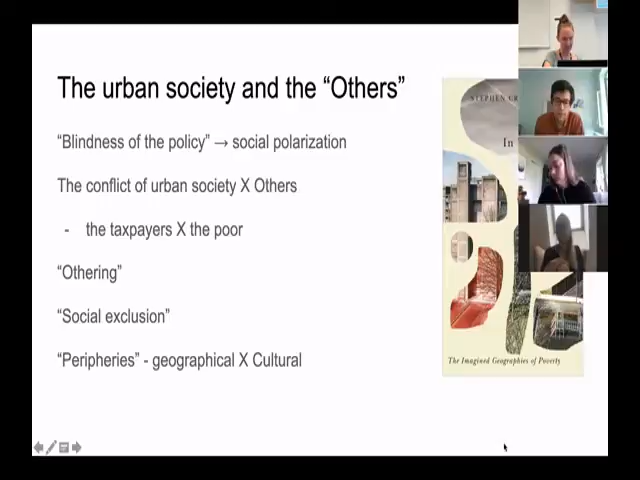 The urban society and the “Others”
“Blindness of the policy” → social polarization
The conflict of urban society X Others
- the taxpayers X the poor
“Othering”
“Social exclusion”
“Peripheries” - geographical X Cultural
STEPHEN
In
The Imagined Geographies of Poverty